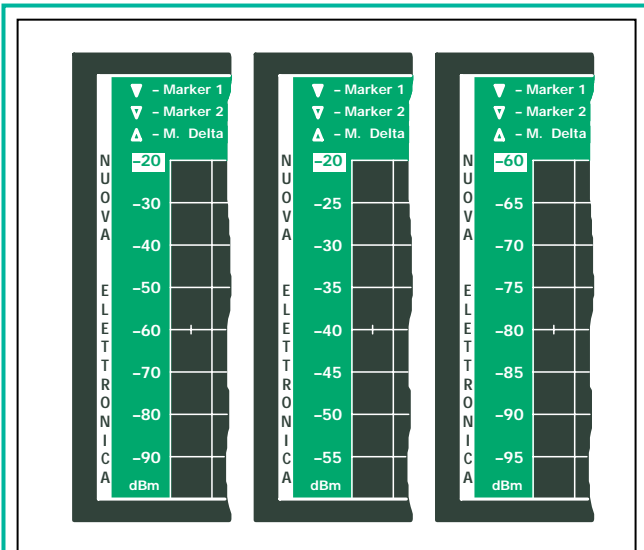 NUOVA ELETTRONICA
– Marker 1
– Marker 2
– M. Delta
–20
–30
–40
–50
–60
–70
–80
–90
dBm
NUOVA ELETTRONICA
– Marker 1
– Marker 2
– M. Delta
–20
–25
–30
–35
–40
–45
–50
–55
dBm
NUOVA ELETTRONICA
– Marker 1
– Marker 2
– M. Delta
–60
–65
–70
–75
–80
–85
–90
–95
dBm